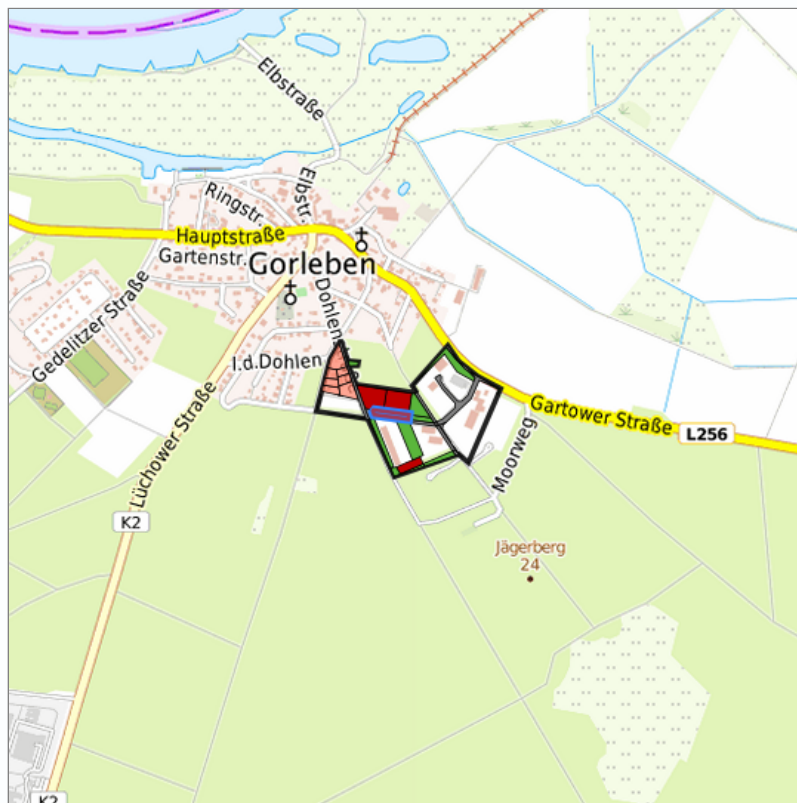 Elbstraße
Elbstr.
Ringstr.
Hauptstraße
Gartenstr.
Gorleben
Gedelitzer Straße
I.d.Dohlen
Gartower Straße
L256
Moorweg
Lüchower Straße
K2
Jägerberg
24
K2